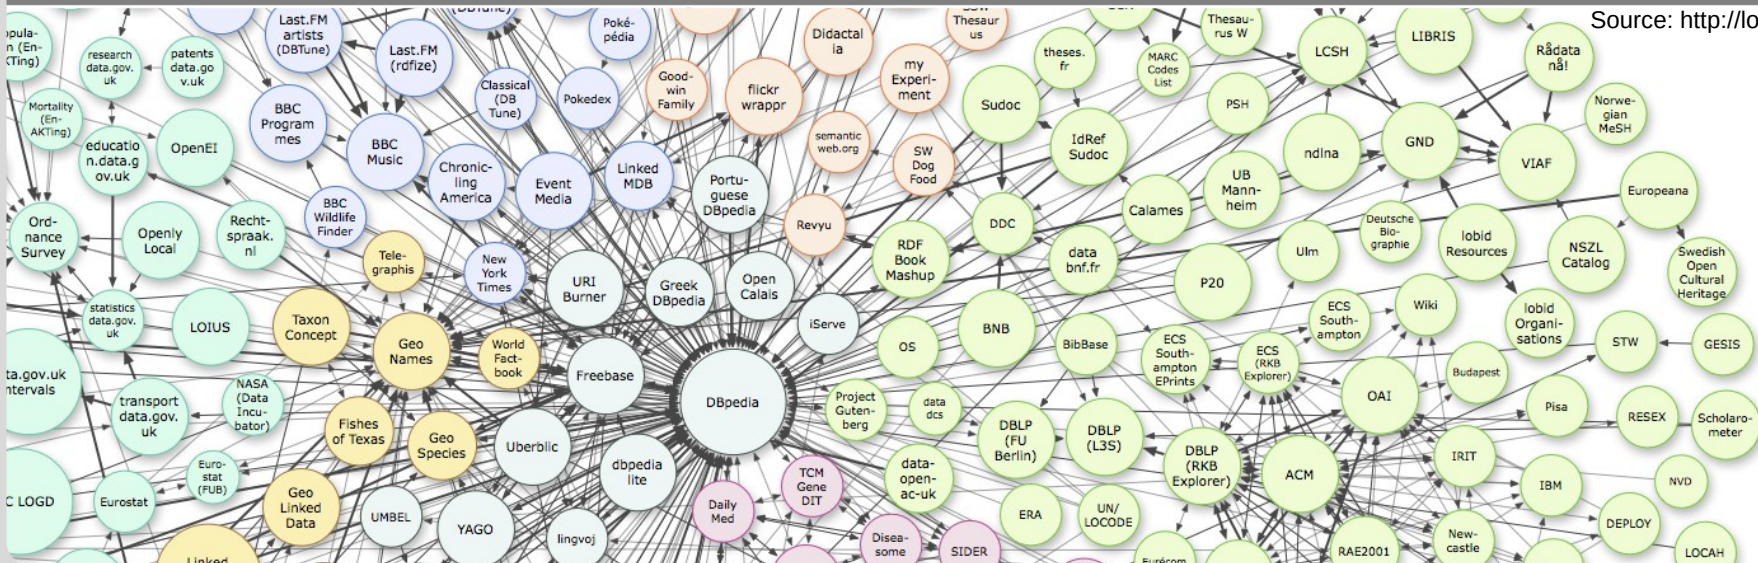 Source: http://lo
(DBTune)
Last.FM
artists
(DBTune)
Last.FM
(rdfize)
Poké-
pédia
Didactal
ia
Thesaur
us
Thesau-
rus W
LCSH
LIBRIS
Rådata
nå!
n (En-
research
data.gov.
uk
patents
data.go
v.uk
Classical
(DB
Tune)
Pokedex
Good-
win
Family
flickr
wrappr
my
Experi-
ment
theses.
fr
MARC
Codes
List
PSH
Norwe-
gian
MeSH
Mortality
(En-
AKTing)
BBC
Program
mes
Sudoc
educatio
n.data.g
ov.uk
OpenEI
BBC
Music
semantic
web.org
IdRef
Sudoc
ndlna
GND
VIAF
Chronic-
ling
America
Event
Media
Linked
MDB
Portu-
guese
DBpedia
SW
Dog
Food
UB
Mann-
heim
Europeana
Ord-
nance
Survey
Openly
Local
Recht-
spraak.
nl
BBC
Wildlife
Finder
Revyu
DDC
Calames
Deutsche
Bio-
graphie
lobid
Resources
NSZL
Catalog
Swedish
Open
Cultural
Heritage
Tele-
graphis
New
York
Times
URI
Burner
Greek
DBpedia
Open
Calais
RDF
Book
Mashup
data
bnf.fr
P20
Ulm
statistics
data.gov.
uk
LOIUS
Taxon
Concept
Geo
Names
World
Fact-
book
iServe
OS
BNB
BibBase
ECS
South-
ampton
EPrints
ECS
(RKB
Explorer)
ECS
South-
ampton
Wiki
lobid
Organi-
sations
STW
GESIS
ta.gov.uk
ntervals
transport
data.gov.
uk
NASA
(Data
Incu-
bator)
Freebase
DBpedia
Project
Guten-
berg
data
dcs
OAI
Budapest
Pisa
RESEX
Scholaro-
meter
Fishes
of Texas
Geo
Species
Uberblic
dbpedia
lite
DBLP
(FU
Berlin)
DBLP
(L3S)
DBLP
(RKB
Explorer)
ACM
IRIT
C LOGD
Eurostat
Euro-
stat
(FUB)
Geo
Linked
Data
UMBEL
YAGO
lingvoj
Daily
Med
TCM
Gene
DIT
data-
open-
ac-uk
ERA
UN/
LOCODE
IBM
NVD
Disea-
some
SIDER
RAE2001
New-
castle
DEPLOY
LOCAH
Linked
Eurécom